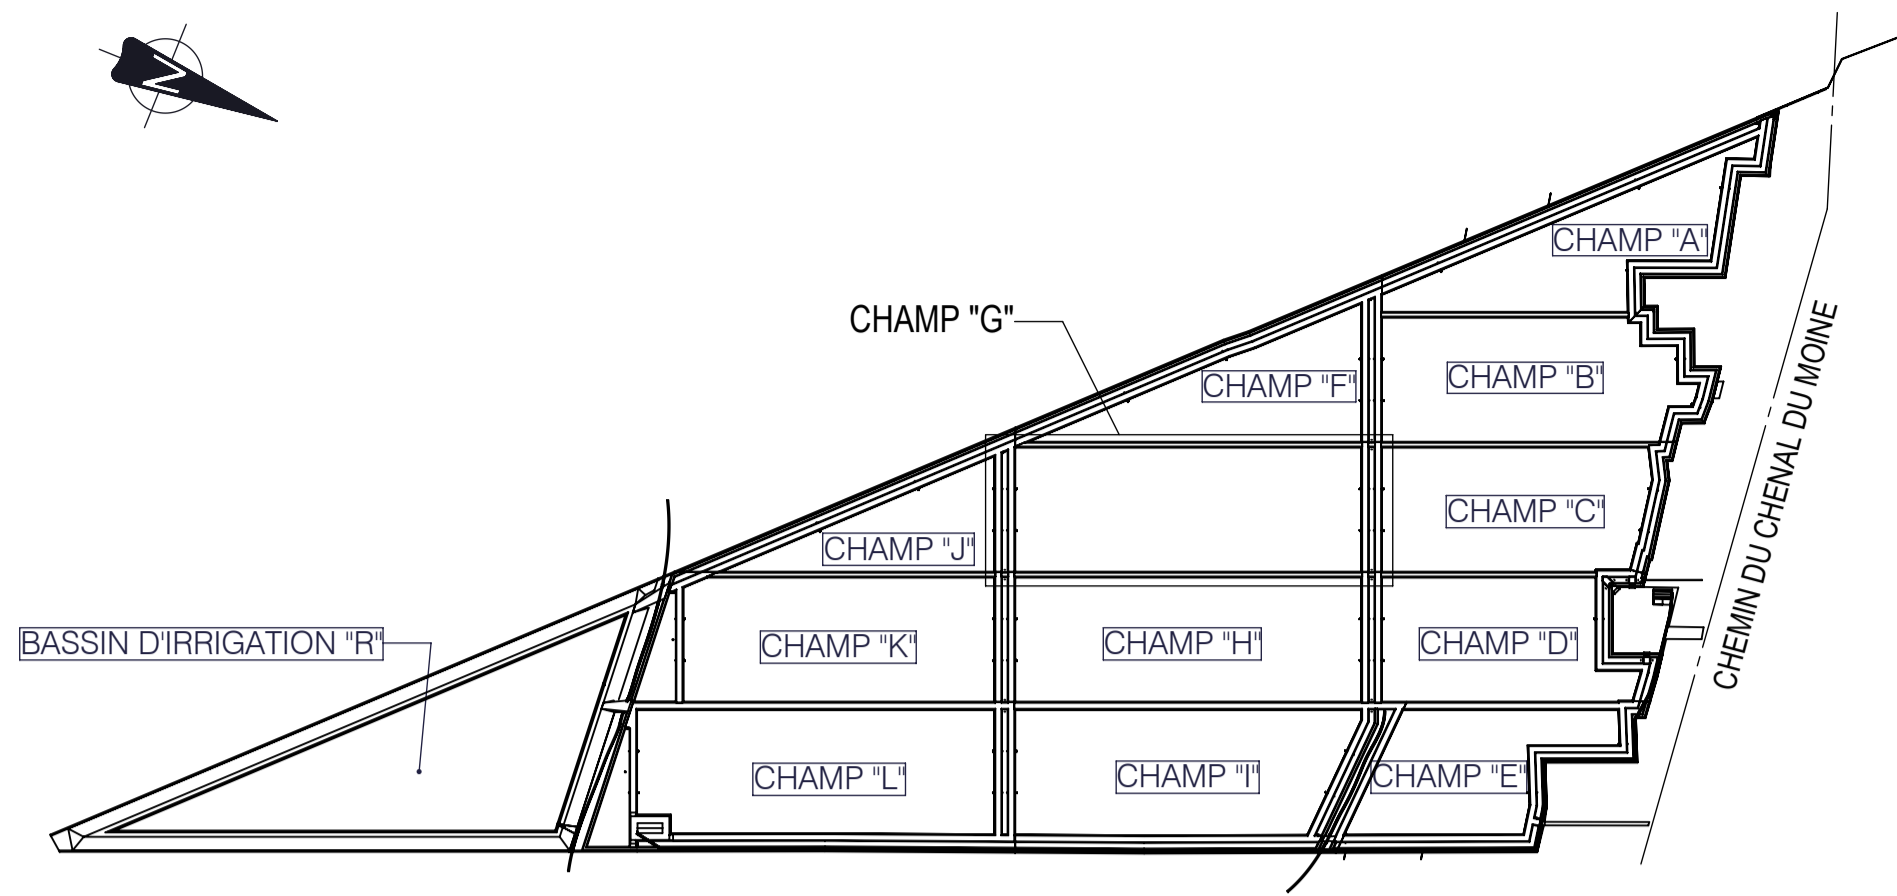 N
CHAMP "A"
CHAMP "G"
CHAMP "F"
CHAMP "B"
CHAMP "C"
CHAMP "J"
BASSIN D'IRRIGATION "R"
CHAMP "K"
CHAMP "H"
CHAMP "D"
CHEMIN DU CHENAL DU MOINE
CHAMP "L"
CHAMP "I"
CHAMP "E"